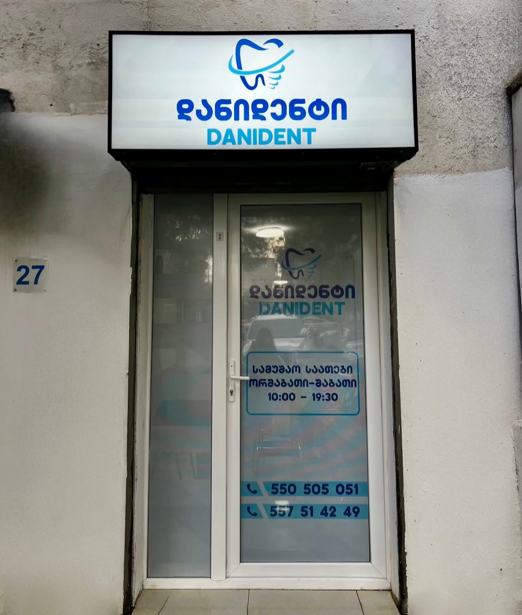 დანიდენტი
DANIDENT
27
დანიდენტი
DANIDENT
სამუშაო საათები
ორშაბათი-შაბათი
10:00 - 19:30
550 505 051
557 51 42 49